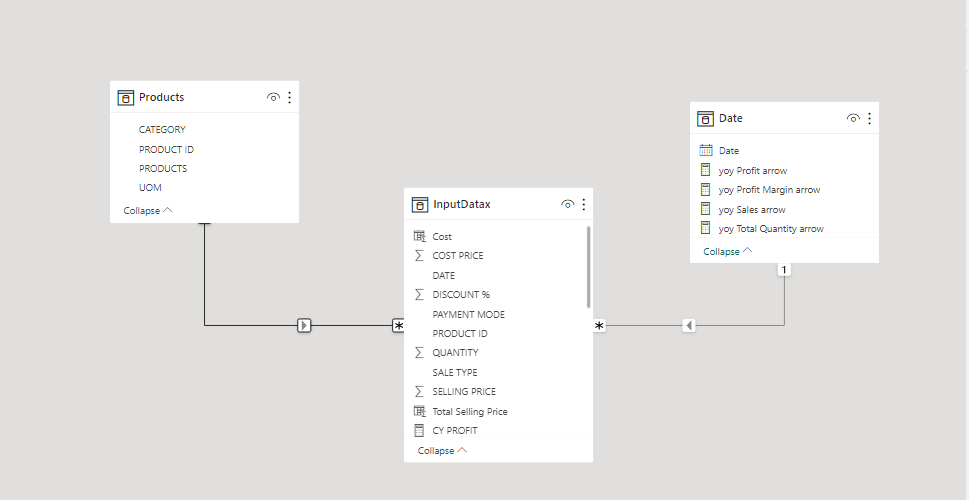 Products
CATEGORY
PRODUCT ID
PRODUCTS
UOM
Collapse
InputDatax
Cost
COST PRICE
DATE
DISCOUNT %
PAYMENT MODE
PRODUCT ID
QUANTITY
SALE TYPE
SELLING PRICE
Total Selling Price
CY PROFIT
Collapse
*
*
Date
Date
yoy Profit arrow
yoy Profit Margin arrow
yoy Sales arrow
yoy Total Quantity arrow
Collapse
1